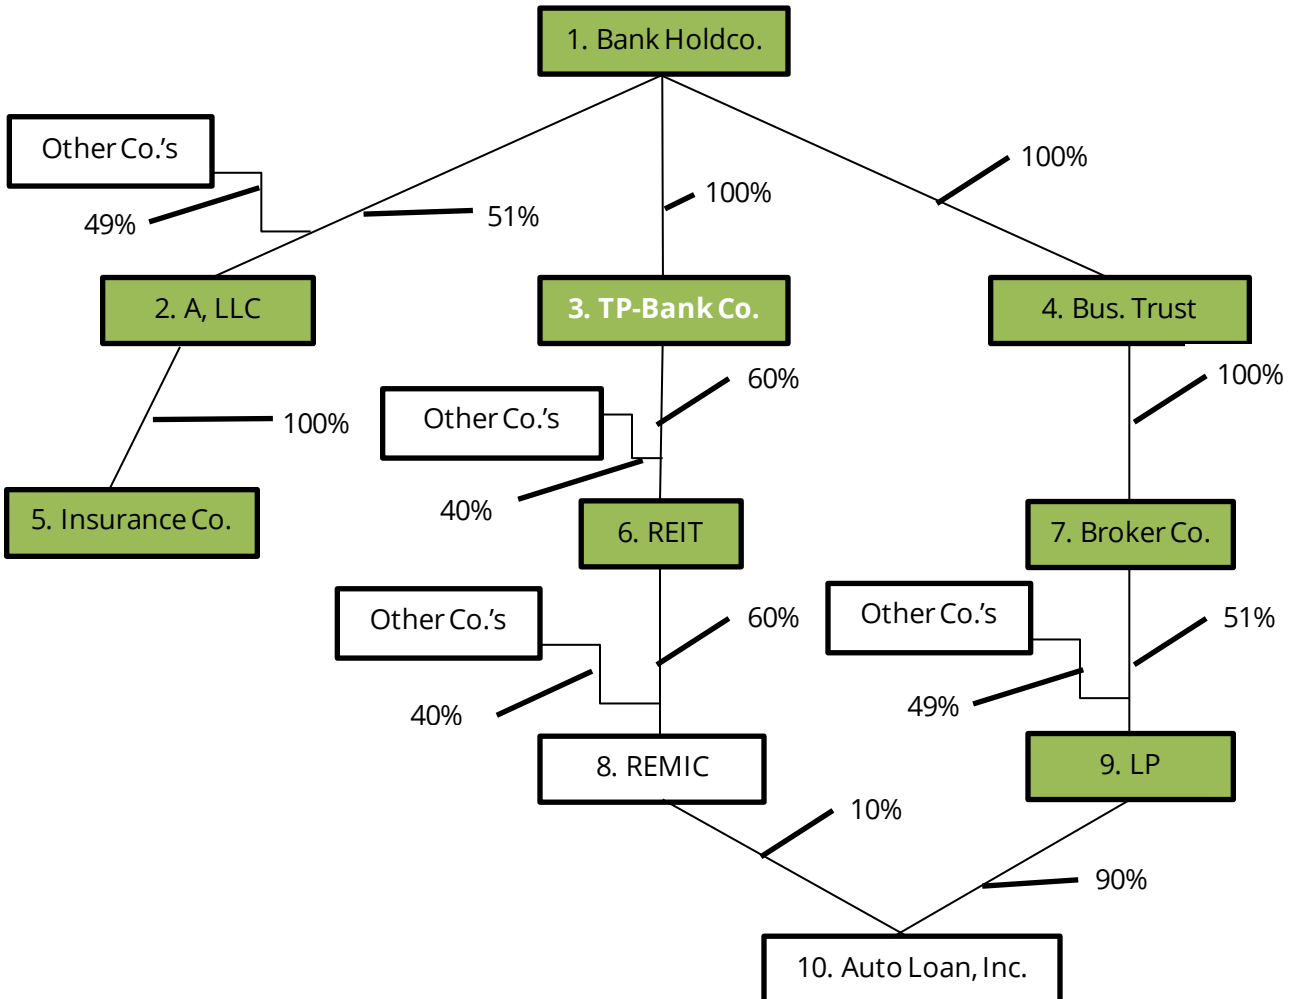 1. Bank Holdco.
Other Co.'s
100%
100%
49%
51%
2. A, LLC
3. TP-Bank Co.
4. Bus. Trust
60%
100%
Other Co.'s
100%
40%
5. Insurance Co.
6. REIT
7. Broker Co.
Other Co.'s
60%
Other Co.'s
51%
40%
49%
8. REMIC
9. LP
10%
90%
10. Auto Loan, Inc.